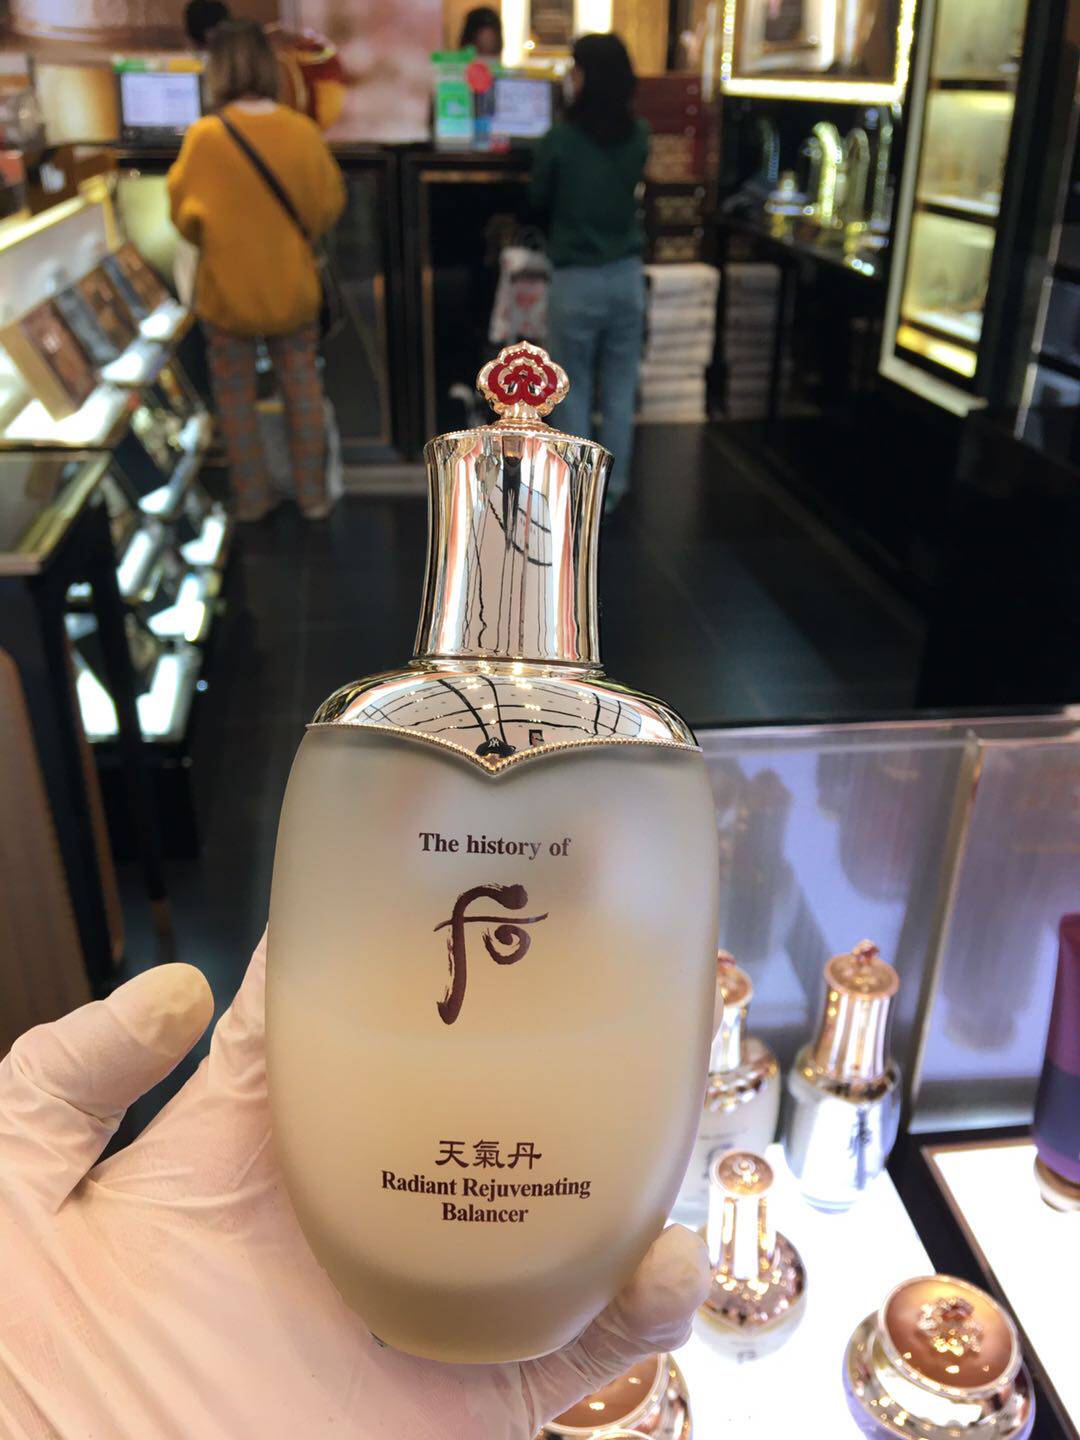 The history of
后
天氣丹
Radiant Rejuvenating
Balancer